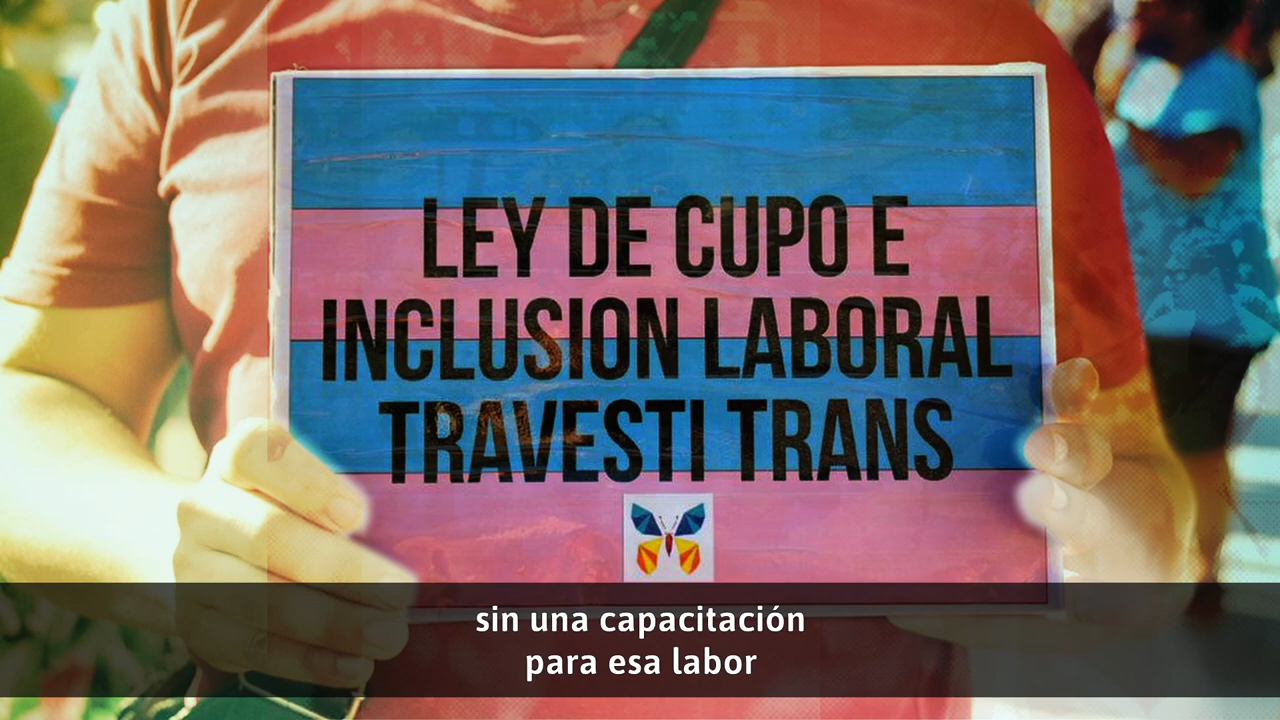 LEY DE CUPO E
INCLUSION LABORAL
TRAVESTI TRANS
sin una capacitación
para esa labor